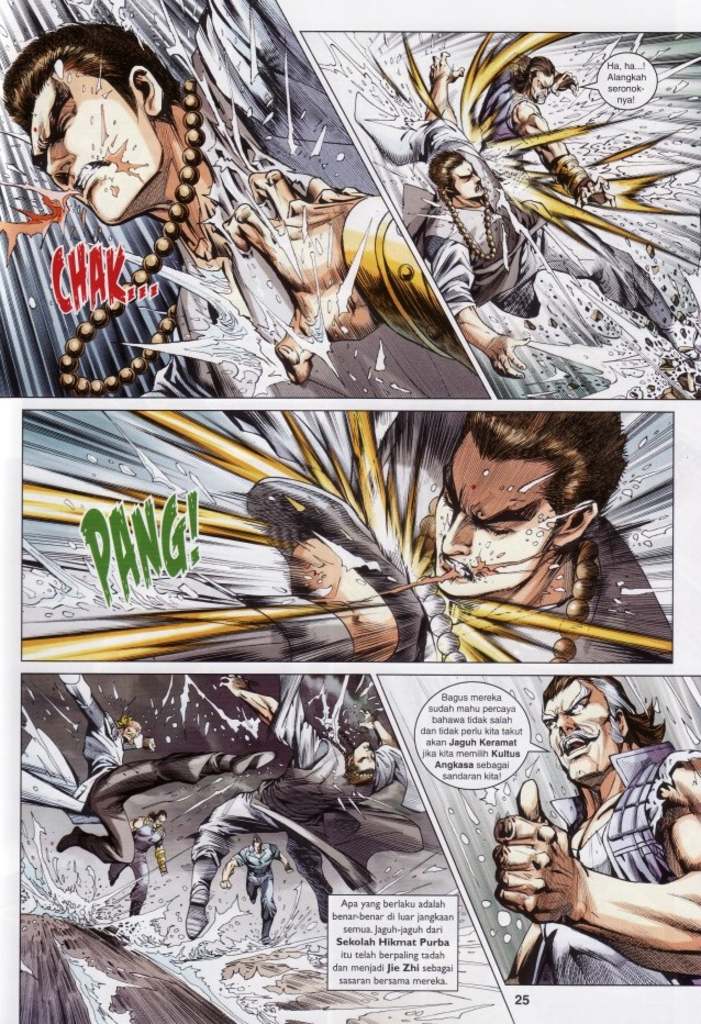 Ha, ha...!
Alangkah
seronok-
nya!
CHAK...
PANG!
Bagus mereka
sudah mahu percaya
bahawa tidak salah
dan tidak perlu kita takut
akan Jaguh Keramat
jika kita memilih Kultus
Angkasa sebagai
sandaran kita!
Apa yang berlaku adalah
benar-benar di luar jangkaan
semua. Jaguh-jaguh dari
Sekolah Hikmat Purba
itu telah berpaling tadah
dan menjadi Jie Zhi sebagai
sasaran bersama mereka.
25